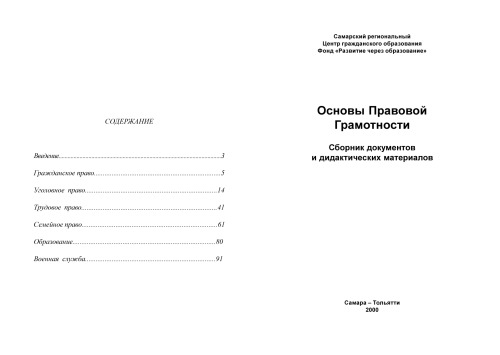 СОДЕРЖАНИЕ
Введение...................................................................................3
Гражданское право.................................................................5
Уголовное право....................................................................14
Трудовое право......................................................................41
Семейное право......................................................................61
Образование.........................................................................80
Военная служба...................................................................91
Самарский региональный
Центр гражданского образования
Фонд «Развитие через образование»
Основы Правовой
Грамотности
Сборник документов
и дидактических материалов
Самара – Тольятти
2000